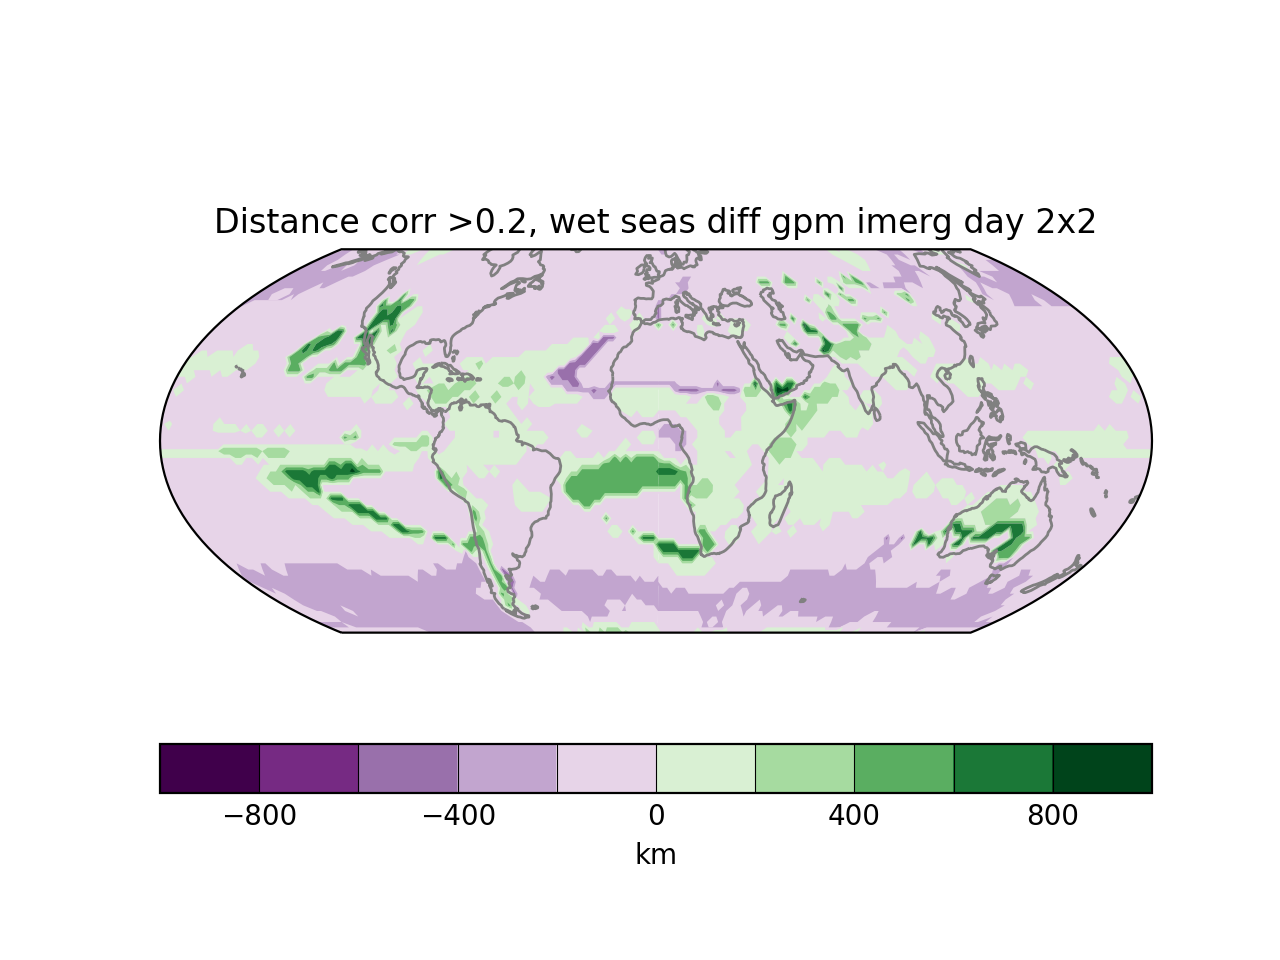 Distance corr >0.2, wet seas diff gpm imerg day 2x2
−800 −400 0 400 800
km